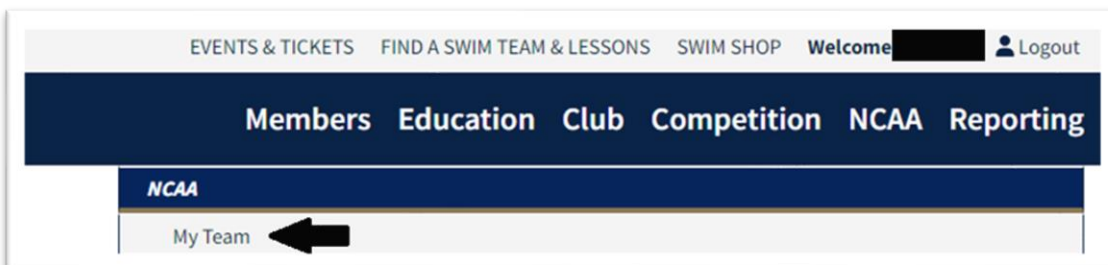 EVENTS & TICKETS FIND A SWIM TEAM & LESSONS SWIM SHOP Welcome Logout
Members Education Club Competition NCAA Reporting
NCAA
My Team